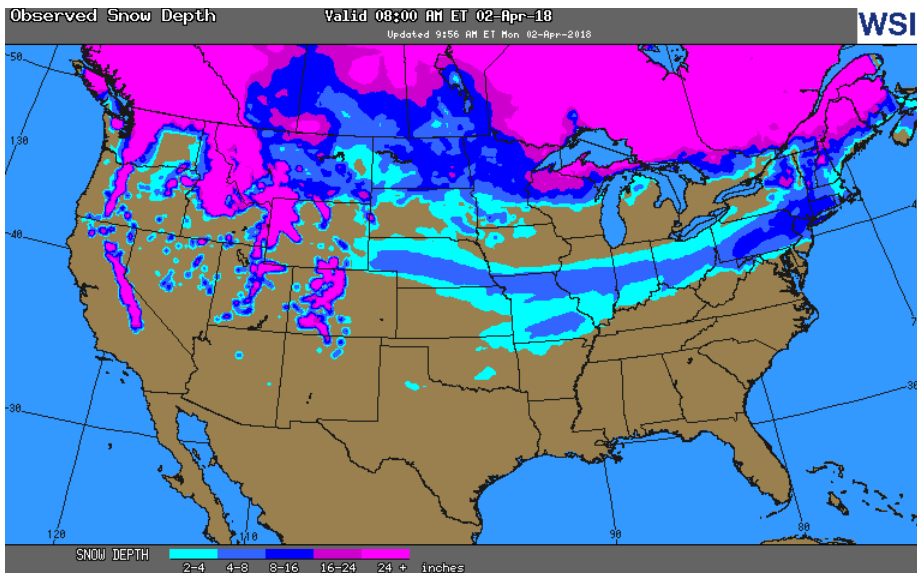 Observed Snow Depth
Valid 08:00 AM ET 02-Apr-18
Updated 9:56 AM ET Mon 02-Apr-2018
WSI
50
130
40
30
120
110
90
80
30
SNOW DEPTH
2-4 4-8 8-16 16-24 24 + inches